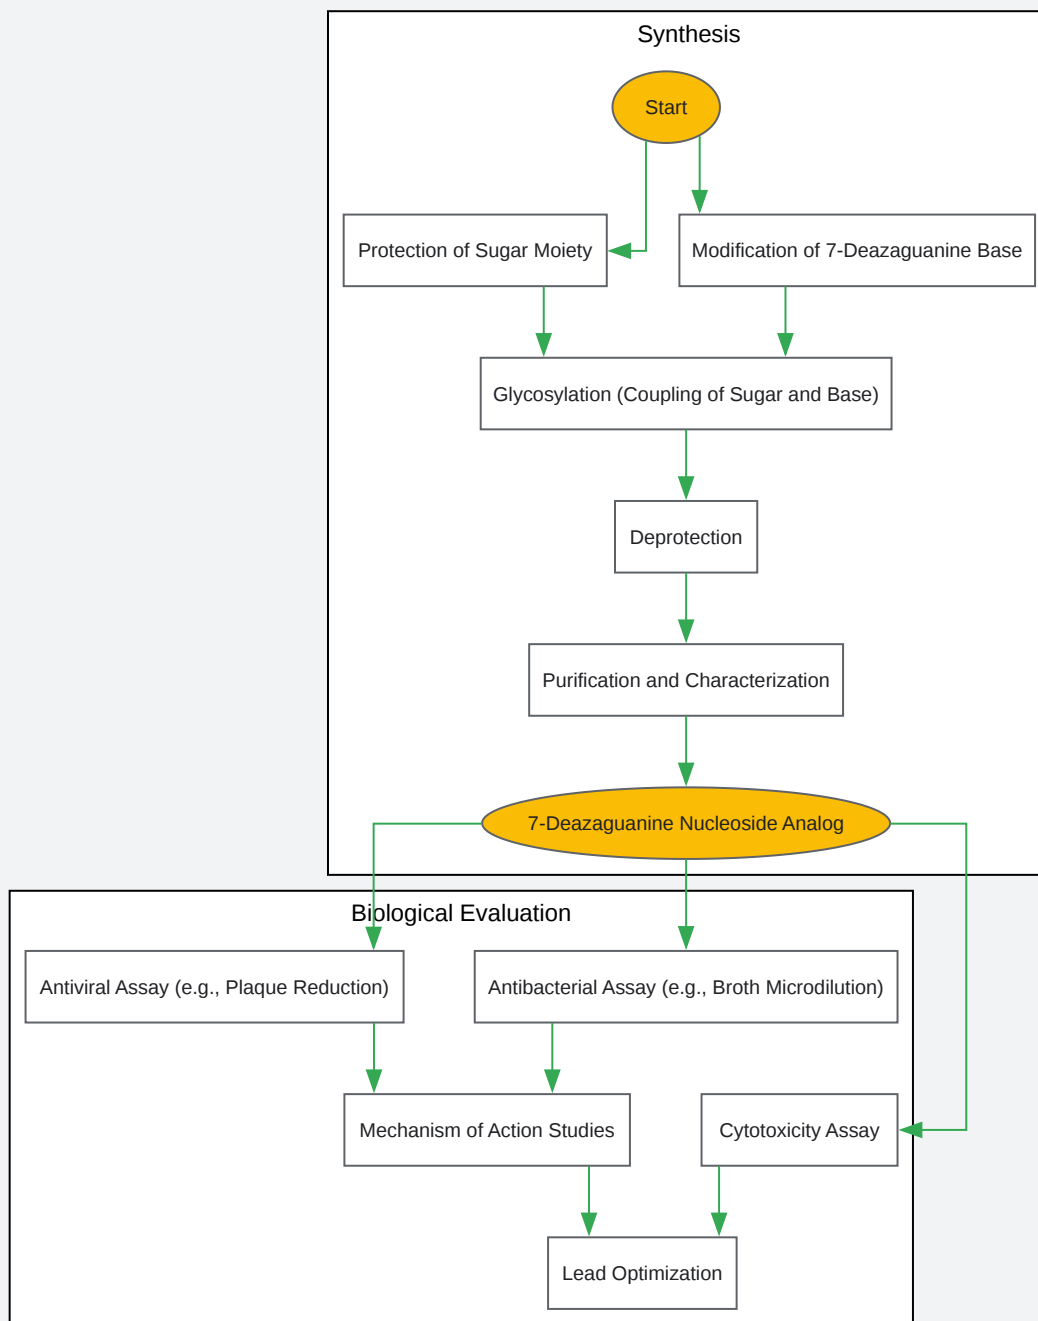 Synthesis
Start
Protection of Sugar Moiety
Modification of 7-Deazaguanine Base
Glycosylation (Coupling of Sugar and Base)
Deprotection
Purification and Characterization
7-Deazaguanine Nucleoside Analog
Biological Evaluation
Antiviral Assay (e.g., Plaque Reduction)
Antibacterial Assay (e.g., Broth Microdilution)
Mechanism of Action Studies
Cytotoxicity Assay
Lead Optimization